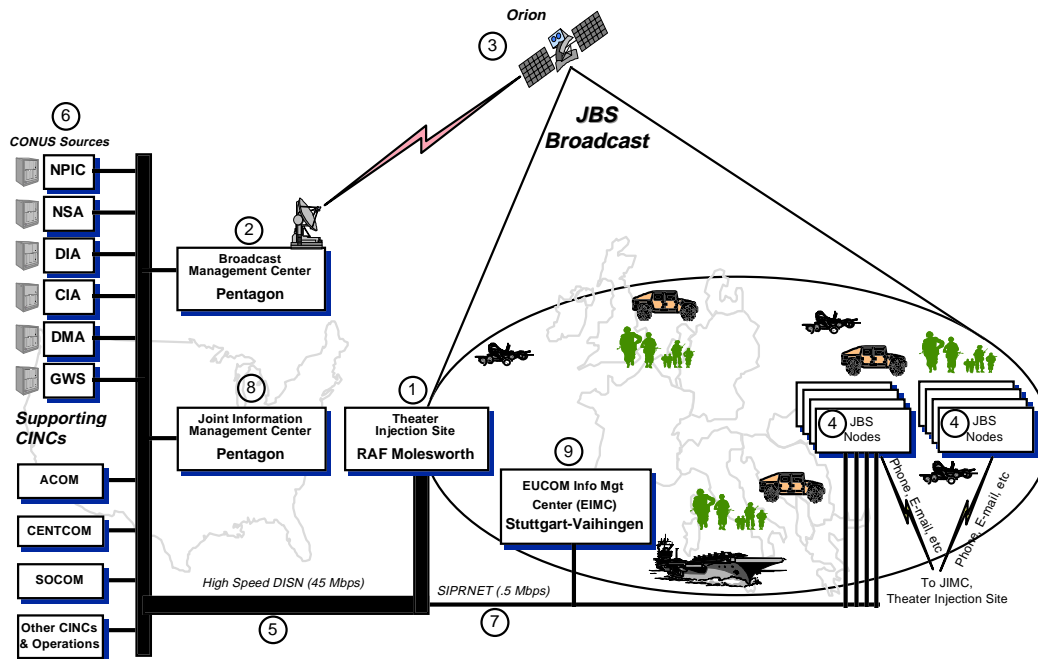 Orion
3
JBS
Broadcast
6
CONUS Sources
NPIC
NSA
DIA
CIA
DMA
GWS
2
Broadcast
Management Center
Pentagon
8
Joint Information
Management Center
Pentagon
1
Theater
Injection Site
RAF Molesworth
Supporting
CINCs
ACOM
CENTCOM
SOCOM
Other CINCs
& Operations
9
EUCOM Info Mgt
Center (EIMC)
Stuttgart-Vaihingen
4
JBS
Nodes
4
JBS
Nodes
Phone, E-mail, etc
Phone, E-mail, etc
To JIMC,
Theater Injection Site
High Speed DISN (45 Mbps)
5
SIPRNET (.5 Mbps)
7